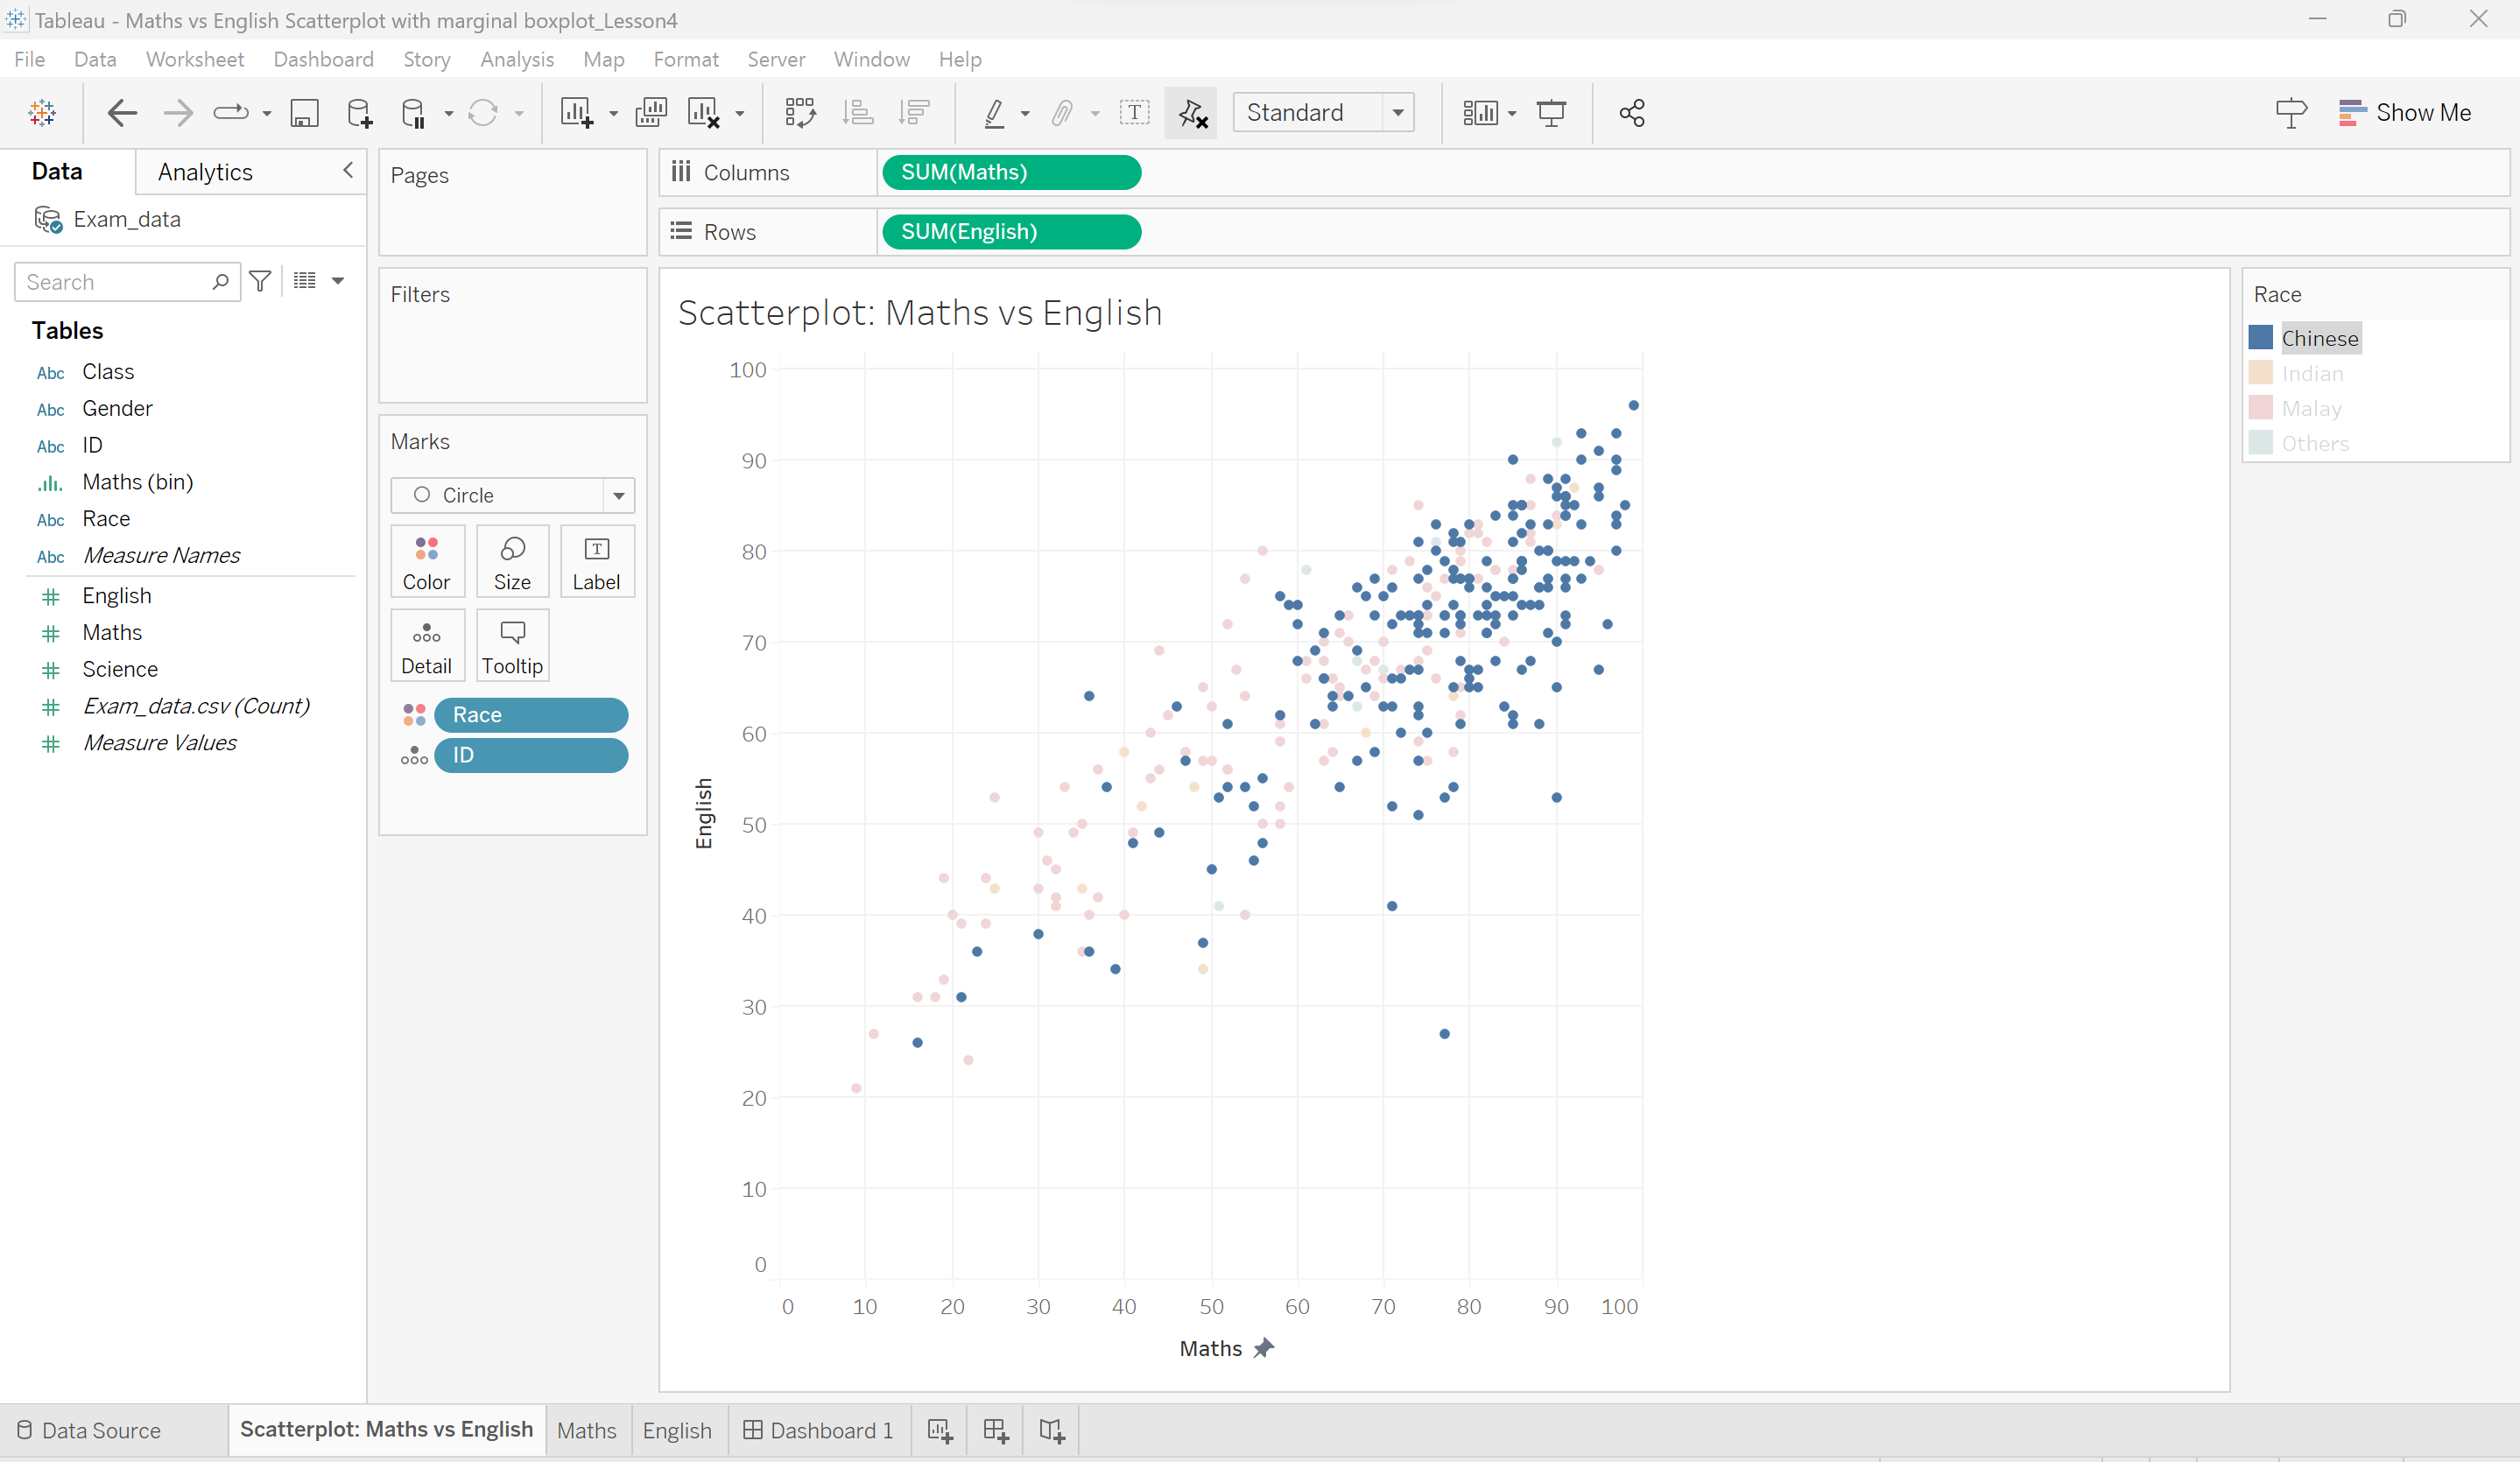 Tableau - Maths vs English Scatterplot with marginal boxplot_Lesson4
File Data Worksheet Dashboard Story Analysis Map Format Server Window Help
Standard
Show Me
Data Analytics
Exam_data
Search
Tables
Abc Class
Abc Gender
Abc ID
Maths (bin)
Abc Race
Abc Measure Names
# English
# Maths
# Science
# Exam_data.csv (Count)
# Measure Values
Pages
Filters
Marks
Circle
Color Size Label
Detail Tooltip
Race
ID
Columns SUM(Maths)
Rows SUM(English)
Scatterplot: Maths vs English
100
90
80
70
60
50
40
30
20
10
0
English
0 10 20 30 40 50 60 70 80 90 100
Maths
Race
Chinese
Indian
Malay
Others
Data Source Scatterplot: Maths vs English Maths English Dashboard 1